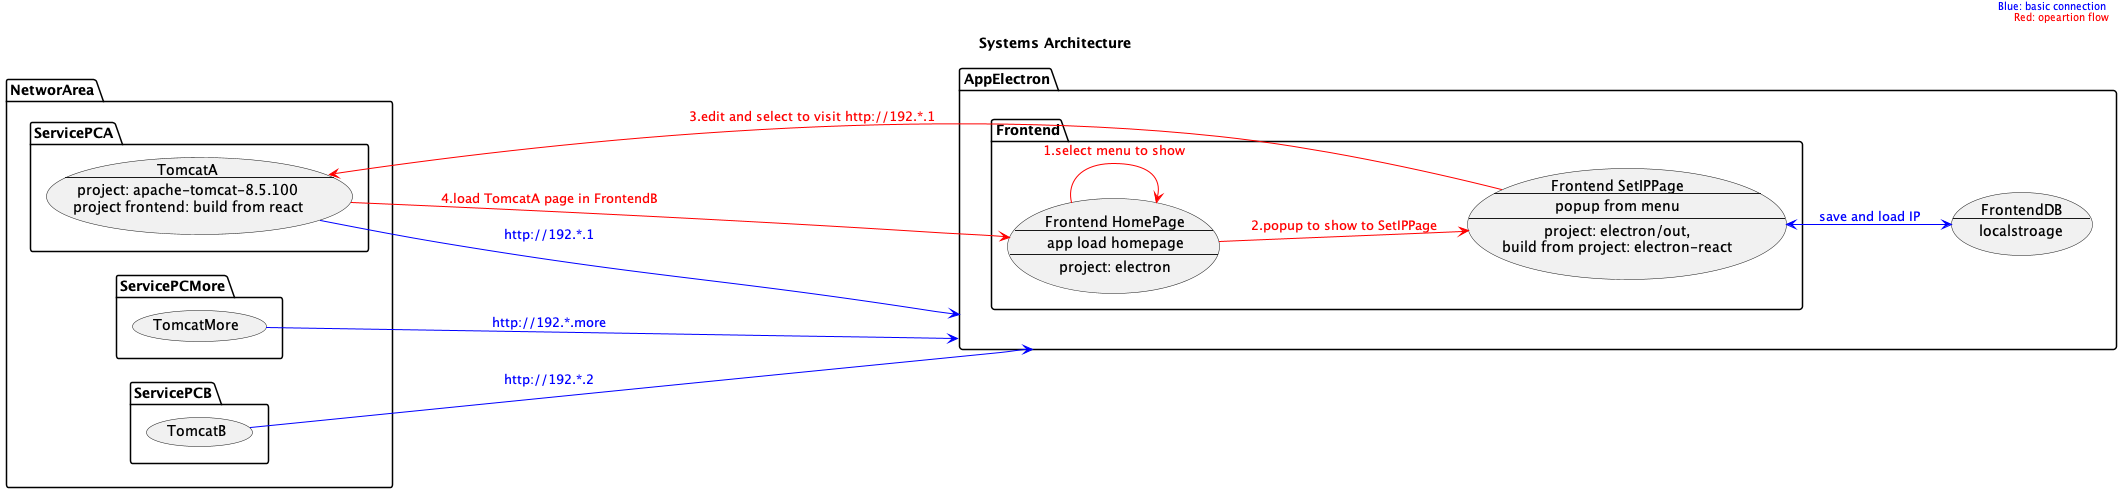 Blue: basic connection
Red: opeartion flow
Systems Architecture
NetworArea
ServicePCA
TomcatA
project: apache-tomcat-8.5.100
project frontend: build from react
ServicePCMore
TomcatMore
ServicePCB
TomcatB
3.edit and select to visit http://192.*.1
4.load TomcatA page in FrontendB
http://192.*.1
http://192.*.more
http://192.*.2
AppElectron
Frontend
1.select menu to show
Frontend HomePage
app load homepage
project: electron
2.popup to show to SetIPPage
Frontend SetIPPage
popup from menu
project: electron/out,
build from project: electron-react
save and load IP
FrontendDB
localstroage